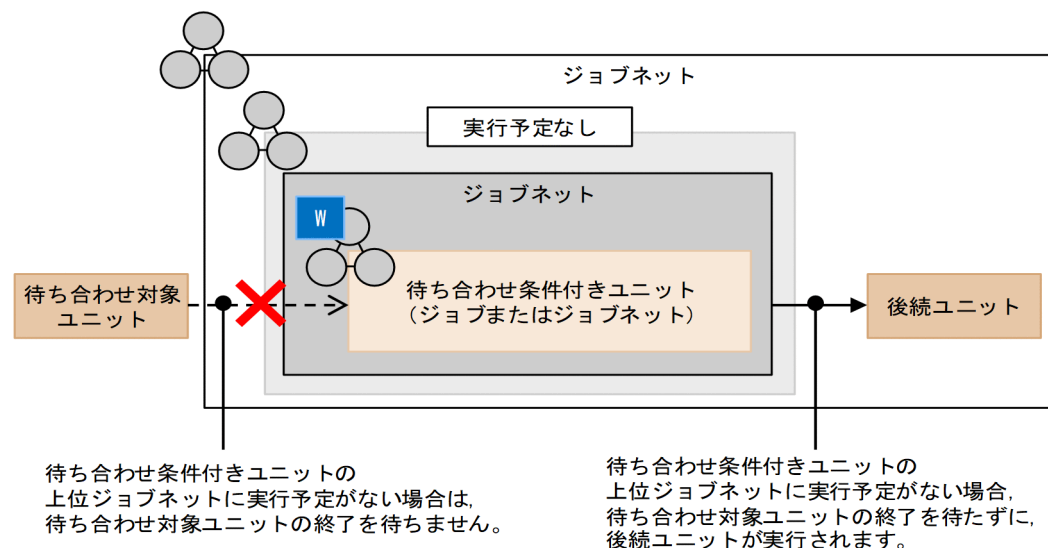 ジョブネット
実行予定なし
ジョブネット
W
待ち合わせ対象
ユニット
待ち合わせ条件付きユニット
（ジョブまたはジョブネット）
後続ユニット
待ち合わせ条件付きユニットの
上位ジョブネットに実行予定がない場合は，
待ち合わせ対象ユニットの終了を待ちません。
待ち合わせ条件付きユニットの
上位ジョブネットに実行予定がない場合，
待ち合わせ対象ユニットの終了を待たずに，
後続ユニットが実行されます。